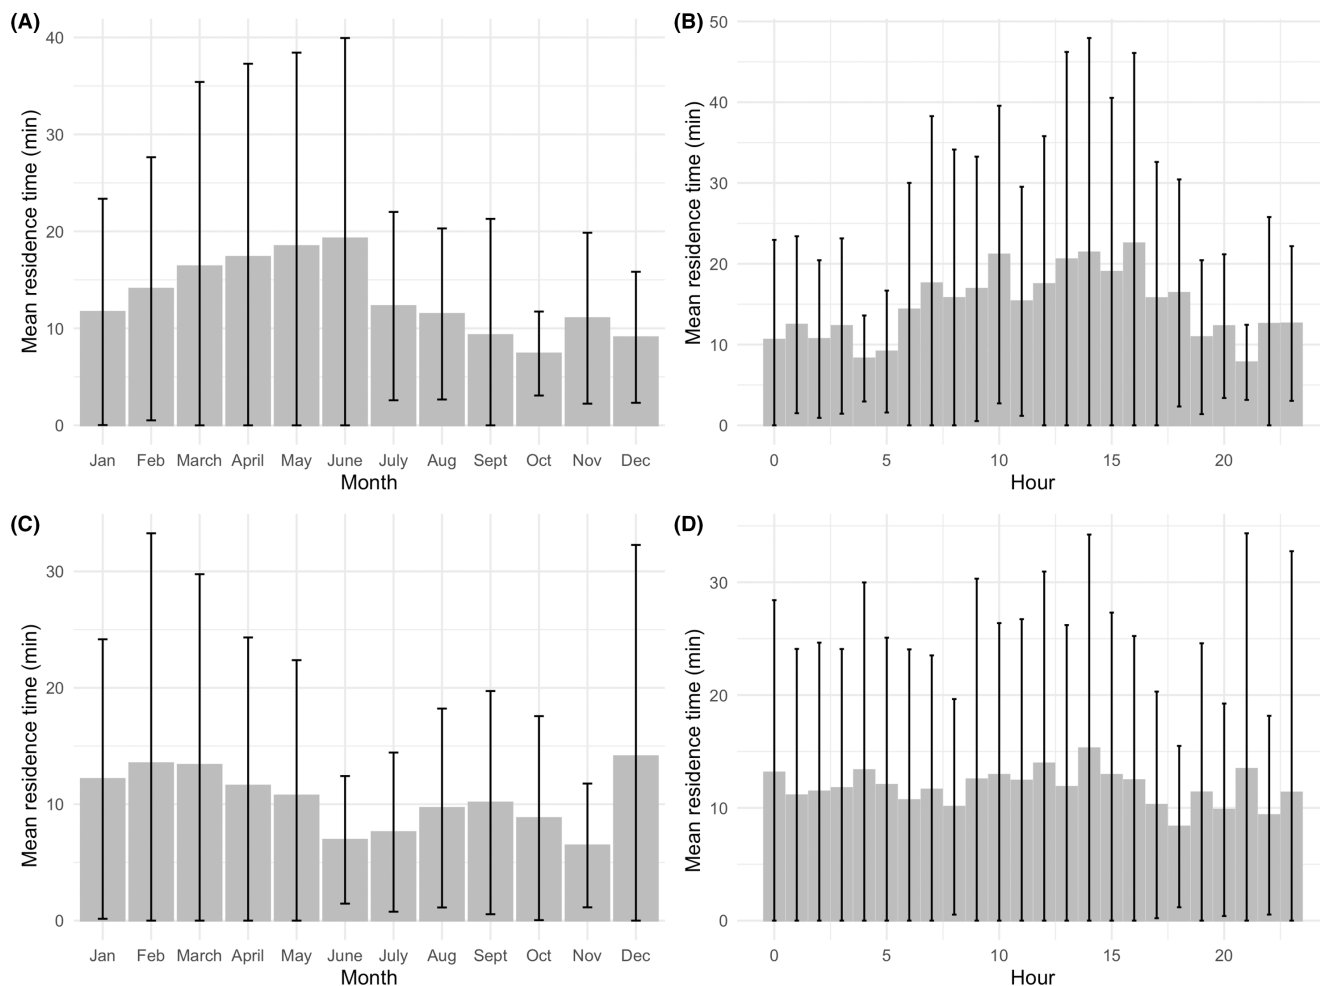 (A)
40
30
20
10
0
Mean residence time (min)
Jan Feb March April May June July Aug Sept Oct Nov Dec
Month
(B)
50
40
30
20
10
0
Mean residence time (min)
0 5 10 15 20
Hour
(C)
30
20
10
0
Mean residence time (min)
Jan Feb March April May June July Aug Sept Oct Nov Dec
Month
(D)
30
20
10
0
Mean residence time (min)
0 5 10 15 20
Hour